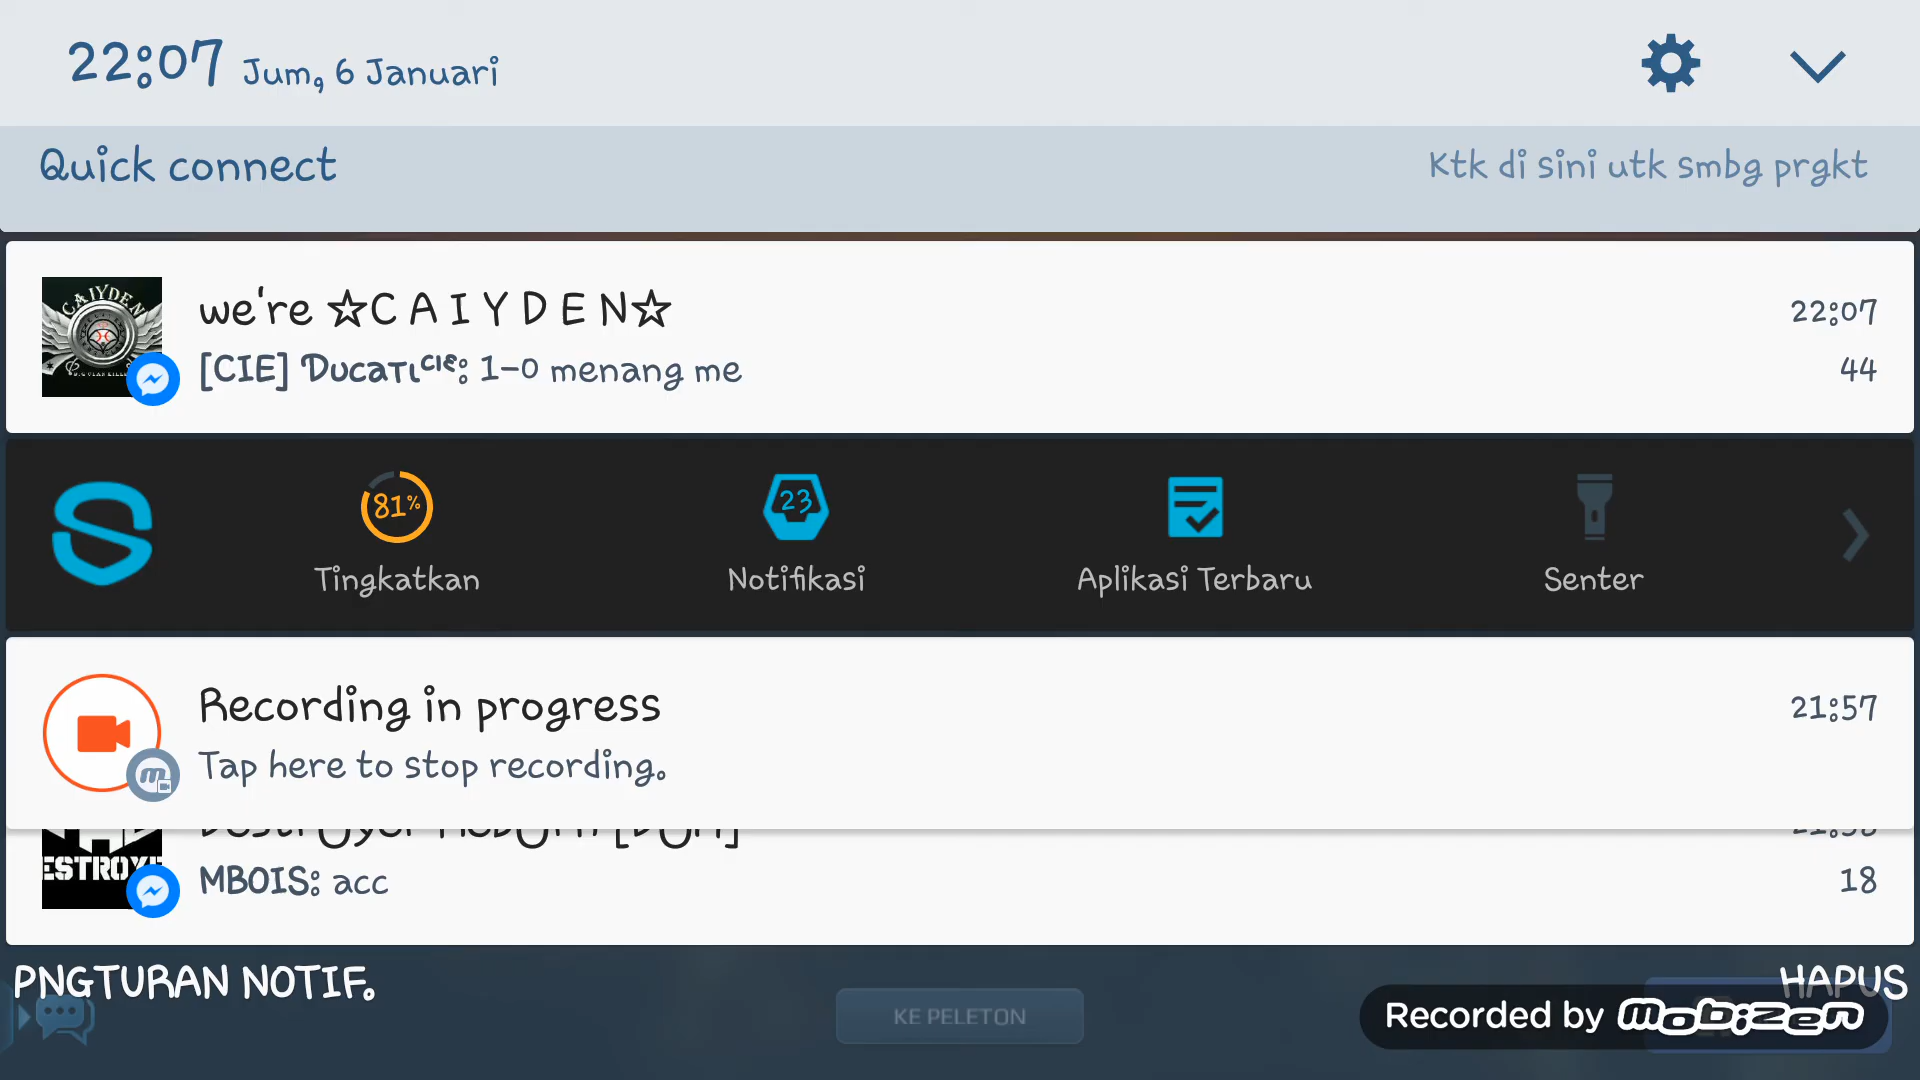 22:07 Jum, 6 Januari
Quick connect
Ktk di sini utk smbg prgkt
CAIYDEN
we're ☆C A I Y D E N☆
22:07
[CIE] Ducaтιᶜᶦᵉ: 1-0 menang me
44
81%
23
Tingkatkan
Notifikasi
Aplikasi Terbaru
Senter
Recording in progress
21:57
Tap here to stop recording.
MBOIS: acc
18
PNGTURAN NOTIF.
HAPUS
KE PELETON
Recorded by mobizen